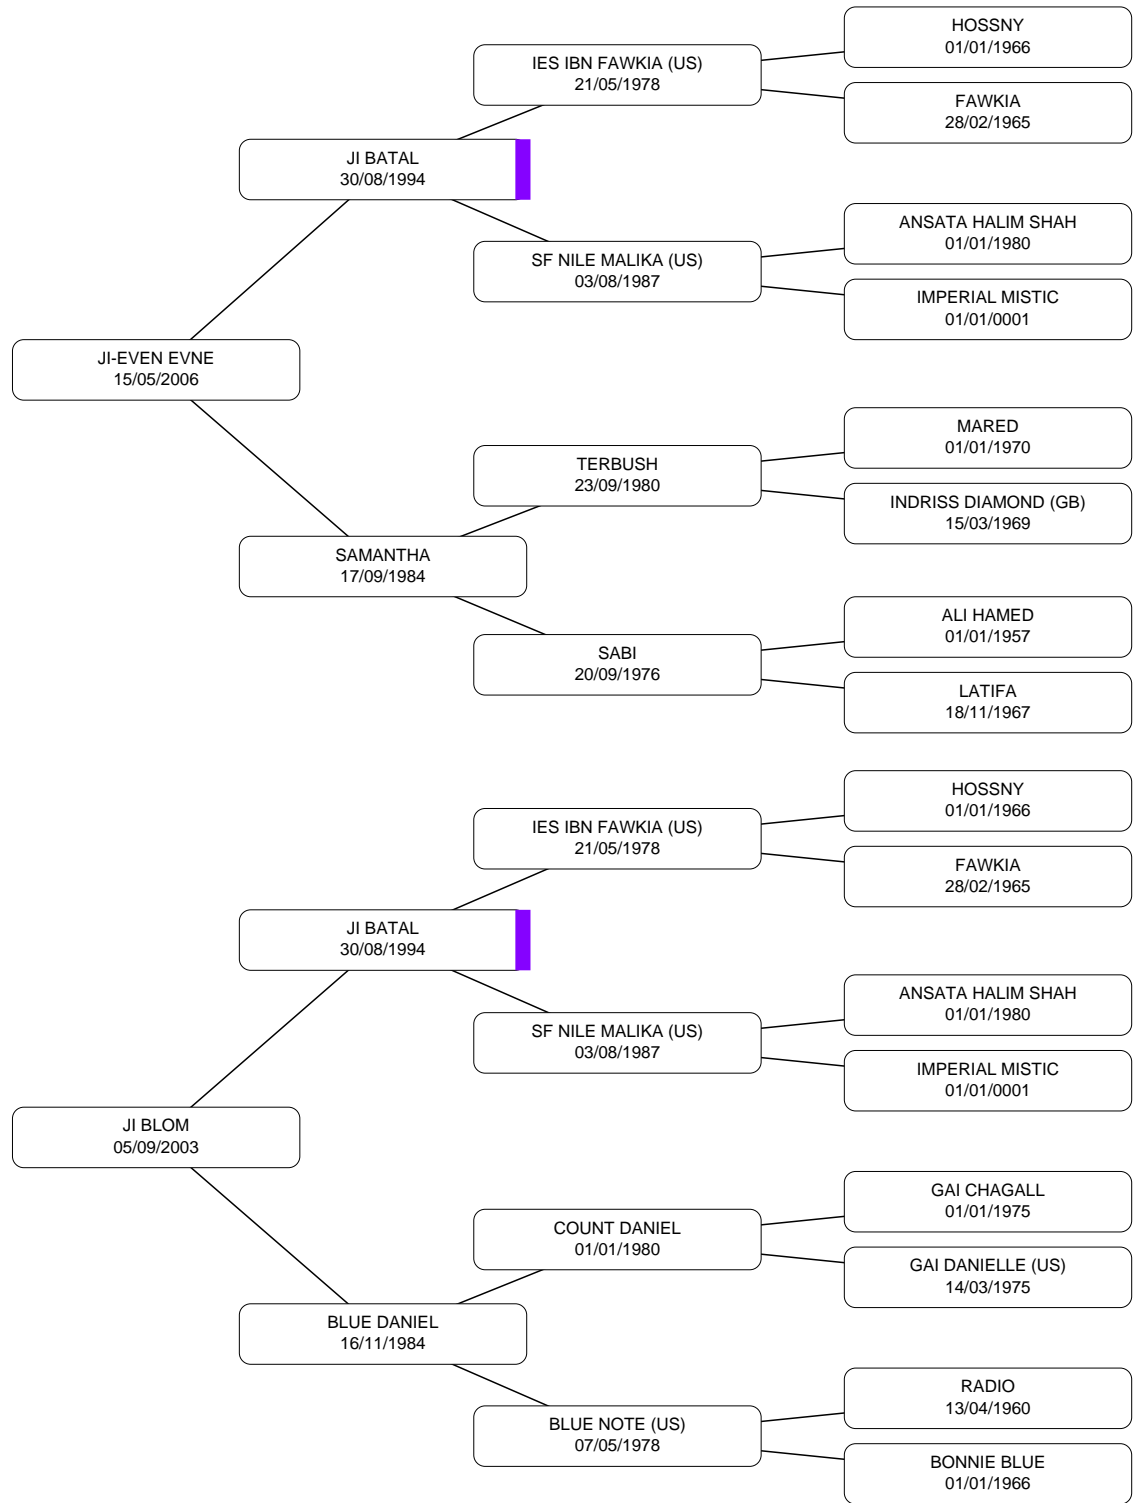 HOSSNY
01/01/1966
IES IBN FAWKIA (US)
21/05/1978
FAWKIA
28/02/1965
JI BATAL
30/08/1994
ANSATA HALIM SHAH
01/01/1980
SF NILE MALIKA (US)
03/08/1987
IMPERIAL MISTIC
01/01/0001
JI-EVEN EVNE
15/05/2006
MARED
01/01/1970
TERBUSH
23/09/1980
INDRISS DIAMOND (GB)
15/03/1969
SAMANTHA
17/09/1984
ALI HAMED
01/01/1957
SABI
20/09/1976
LATIFA
18/11/1967
HOSSNY
01/01/1966
IES IBN FAWKIA (US)
21/05/1978
FAWKIA
28/02/1965
JI BATAL
30/08/1994
ANSATA HALIM SHAH
01/01/1980
SF NILE MALIKA (US)
03/08/1987
IMPERIAL MISTIC
01/01/0001
JI BLOM
05/09/2003
GAI CHAGALL
01/01/1975
COUNT DANIEL
01/01/1980
GAI DANIELLE (US)
14/03/1975
BLUE DANIEL
16/11/1984
RADIO
13/04/1960
BLUE NOTE (US)
07/05/1978
BONNIE BLUE
01/01/1966